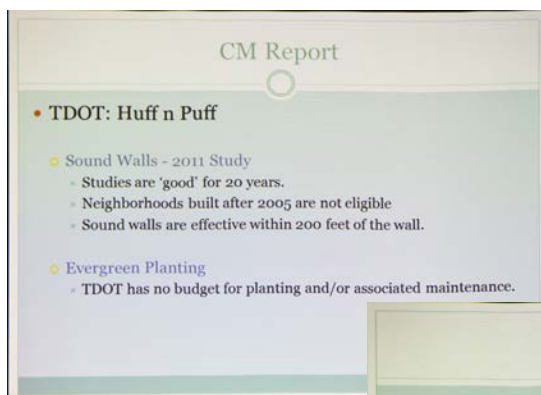 CM Report
• TDOT: Huff n Puff
Sound Walls - 2011 Study
Studies are 'good' for 20 years.
Neighborhoods built after 2005 are not eligible
Sound walls are effective within 200 feet of the wall.
Evergreen Planting
TDOT has no budget for planting and/or associated maintenance.